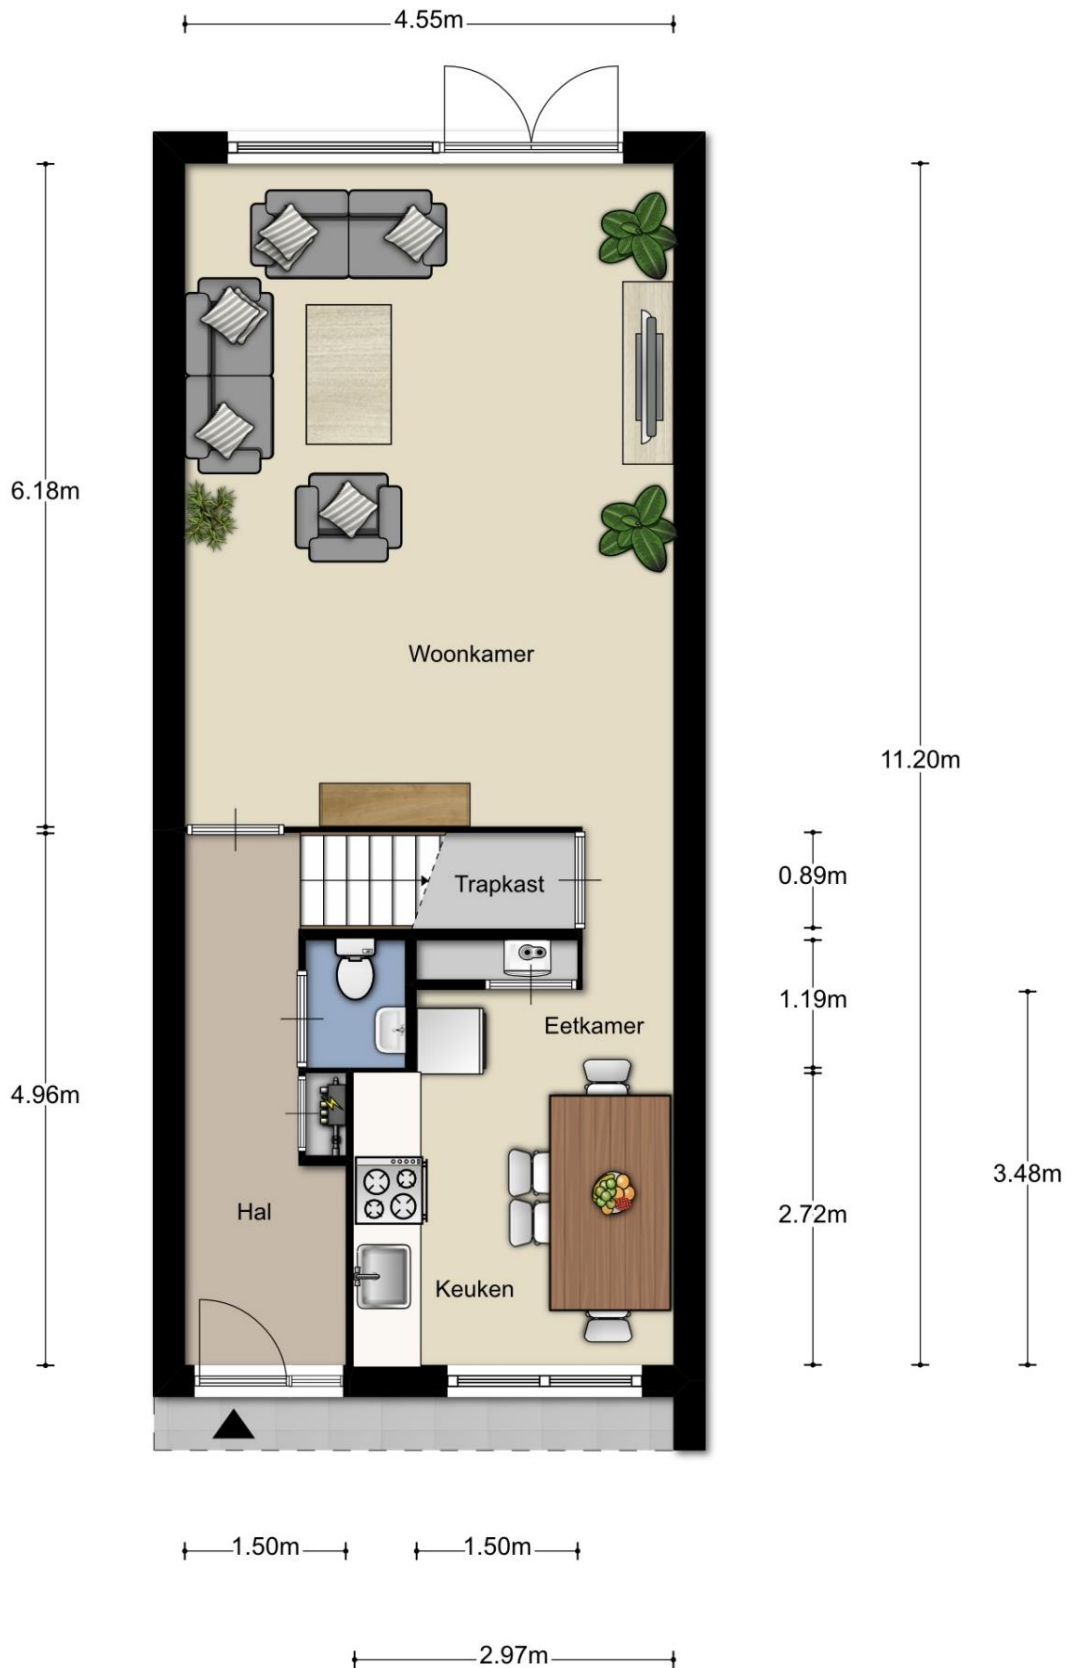 4.55m
6.18m
Woonkamer
11.20m
0.89m
Trapkast
1.19m
Eetkamer
4.96m
3.48m
Hal
2.72m
Keuken
1.50m
1.50m
2.97m